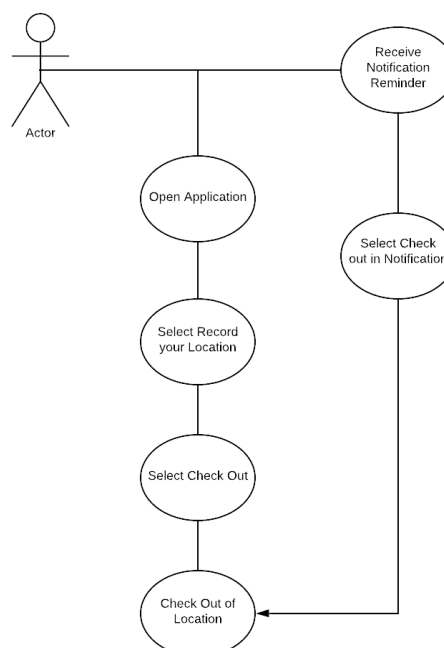 Receive
Notification
Reminder
Actor
Open Application
Select Check
out in Notification
Select Record
your Location
Select Check Out
Check Out of
Location